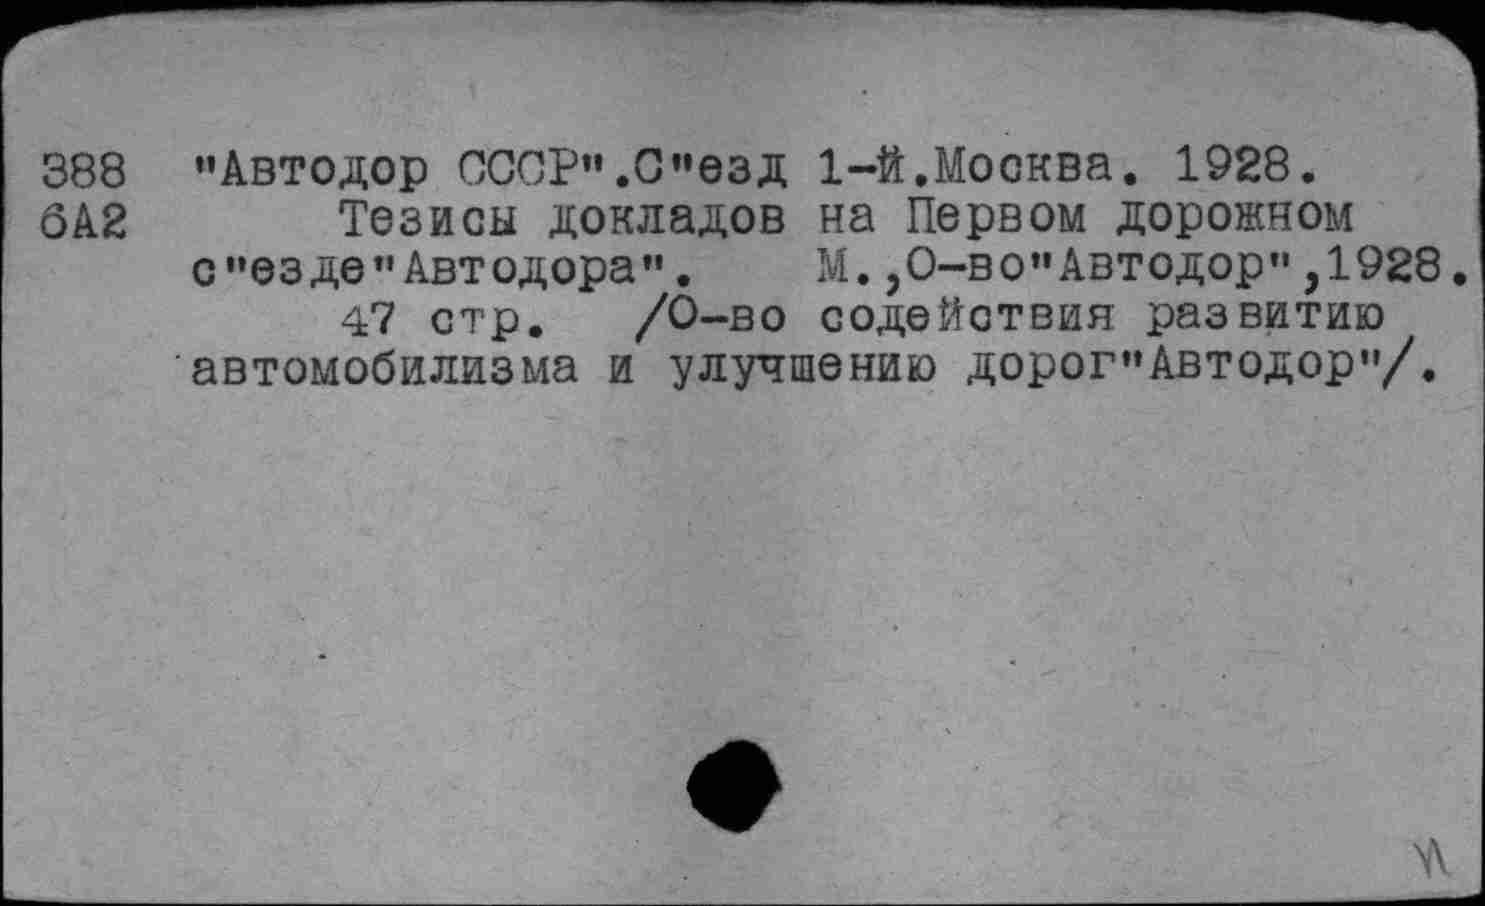 388 "Автодор СССР".С"езд 1-й.Москва. 1928.
бА2 Тезисы докладов на Первом дорожном
с"езде"Автодора". М.,О-во"Автодор",1928.
47 стр. /О-во содействия развитию
автомобилизма и улучшению дорог"Автодор"/.